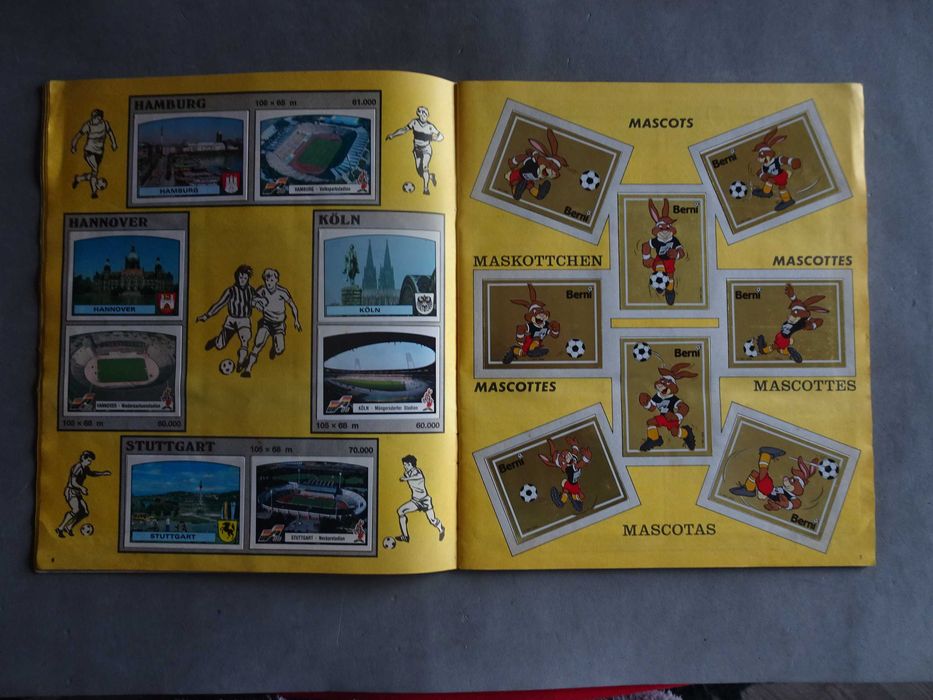 HAMBURG 105 × 68 m 61.000
HAMBURG
HAMBURG - Volksparkstadion
HANNOVER
HANNOVER
HANNOVER - Niedersachsenstadion
105 × 68 m 60.000
KÖLN
KÖLN
KÖLN - Müngersdorfer Stadion
105 × 68 m 60.000
STUTTGART 105 × 68 m 70.000
STUTTGART
STUTTGART - Neckarstadion
MASCOTS
Berni
Berni
Berni
MASKOTTCHEN
MASCOTTES
Berni
Berni
MASCOTTES
Berni
MASCOTTES
Berni
Berni
MASCOTAS